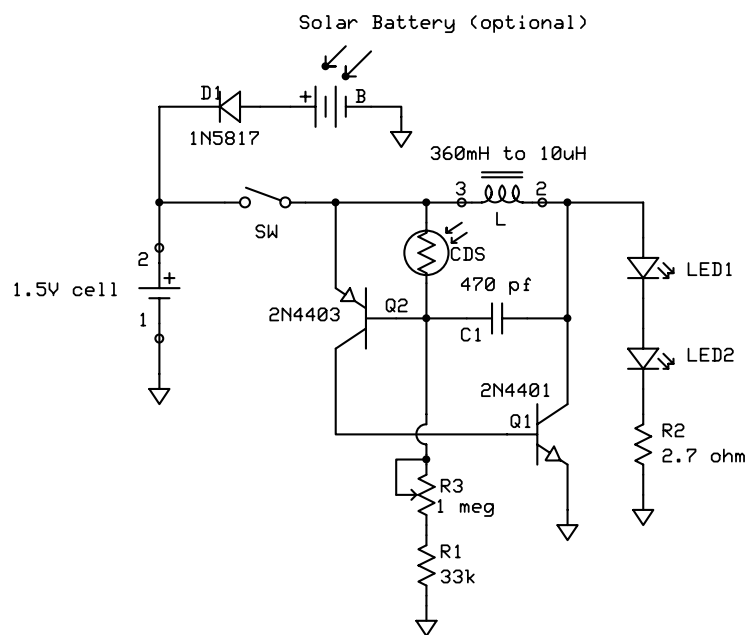 Solar Battery (optional)
D1
+
B
1N5817
360mH to 10uH
3
2
SW
L
CDS
2
+
1.5V cell
1
470 pf
LED1
2N4403
Q2
C1
LED2
2N4401
Q1
R2
2.7 ohm
R3
1 meg
R1
33k